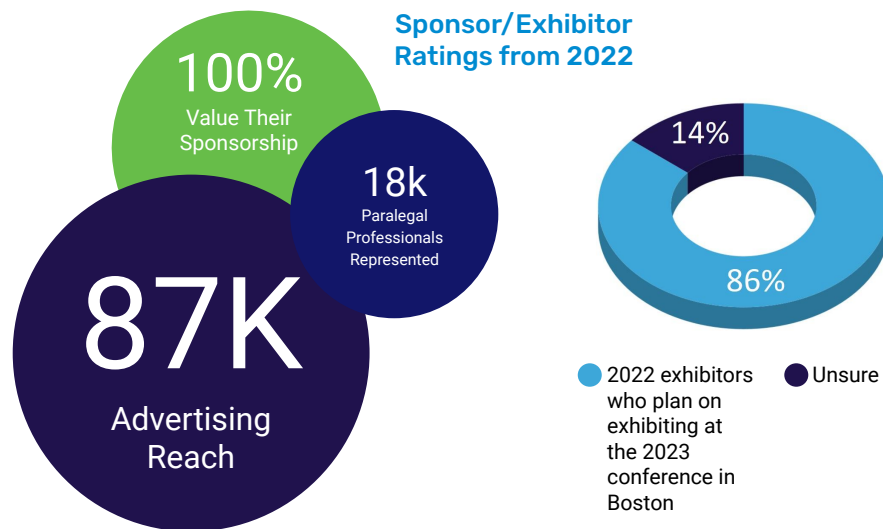 Sponsor/Exhibitor
Ratings from 2022
100%
Value Their
Sponsorship
18k
Paralegal
Professionals
Represented
87K
Advertising
Reach
14%
86%
2022 exhibitors
who plan on
exhibiting at
the 2023
conference in
Boston
Unsure